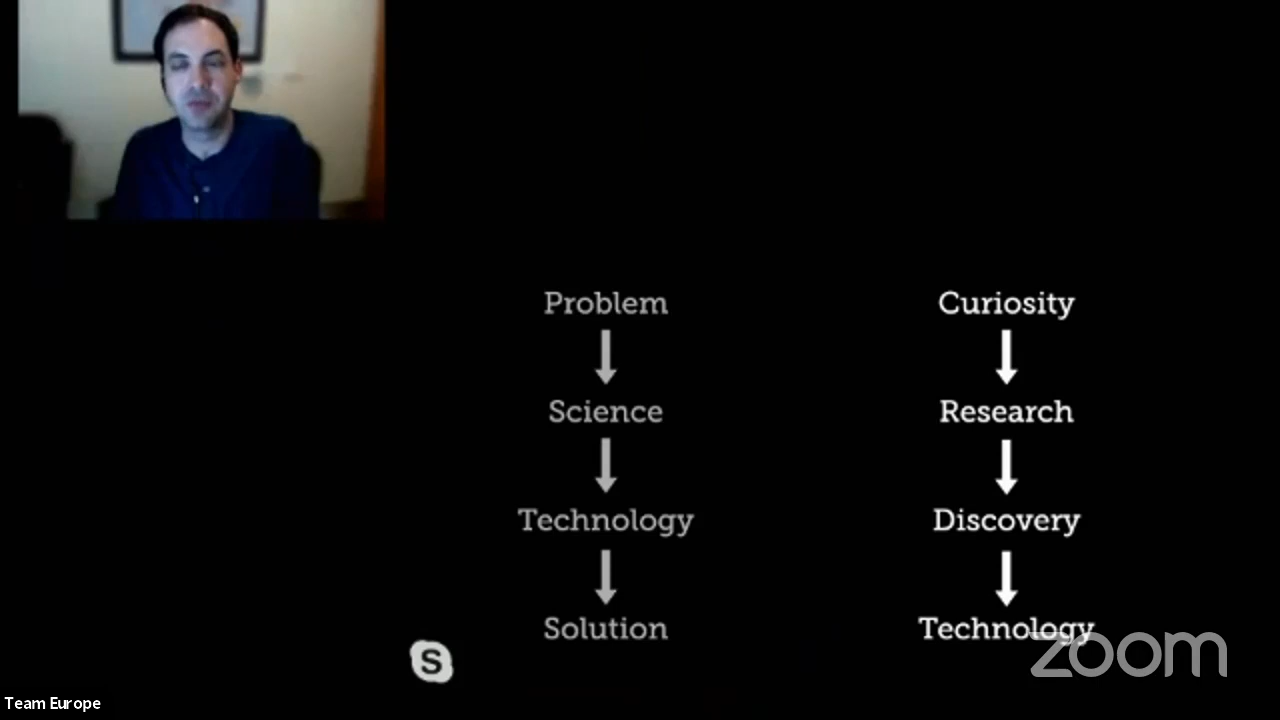 Problem
Curiosity
Science
Research
Technology
Discovery
Solution
Technology
S
zoom
Team Europe